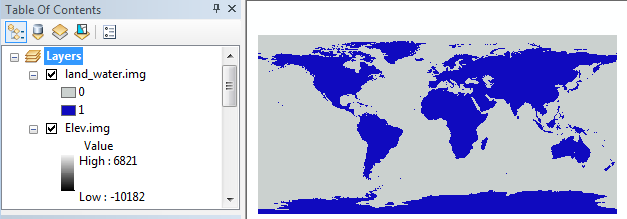 Table Of Contents
Layers
land_water.img
0
1
Elev.img
Value
High : 6821
Low : -10182